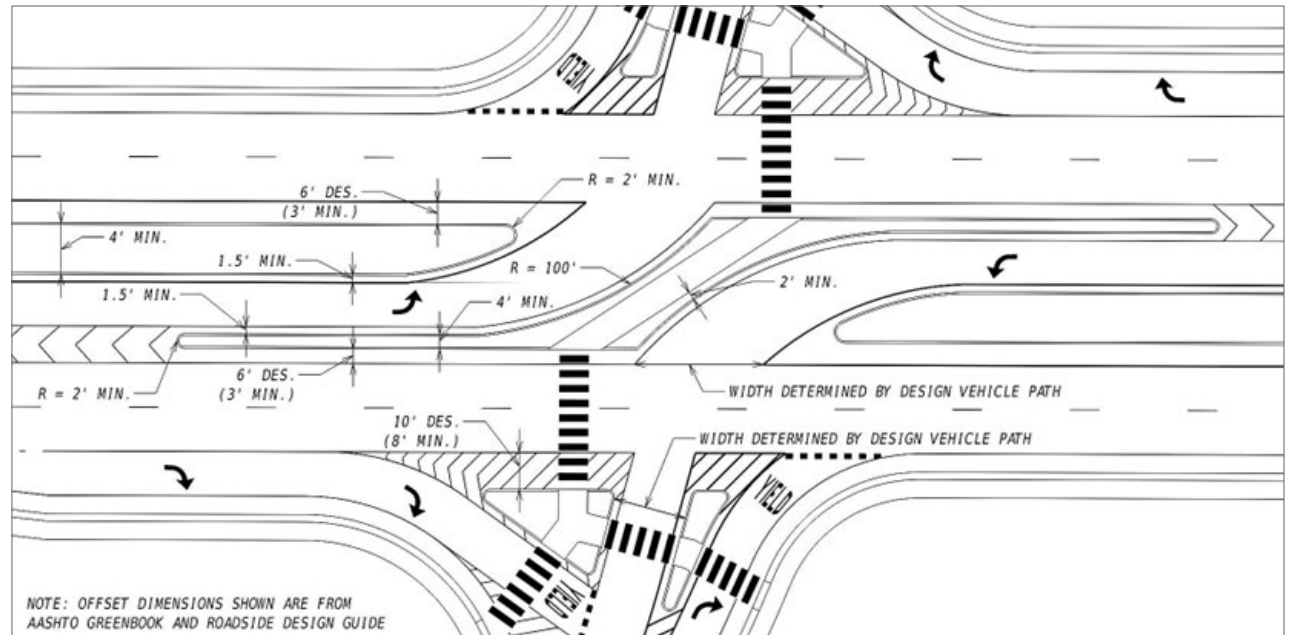 YIELD
R = 2' MIN.
6' DES.
(3' MIN.)
4' MIN.
1.5' MIN.
R = 100'
2' MIN.
1.5' MIN.
4' MIN.
6' DES.
(3' MIN.)
R = 2' MIN.
WIDTH DETERMINED BY DESIGN VEHICLE PATH
10' DES.
(8' MIN.)
WIDTH DETERMINED BY DESIGN VEHICLE PATH
YIELD
YIELD
NOTE: OFFSET DIMENSIONS SHOWN ARE FROM
AASHTO GREENBOOK AND ROADSIDE DESIGN GUIDE